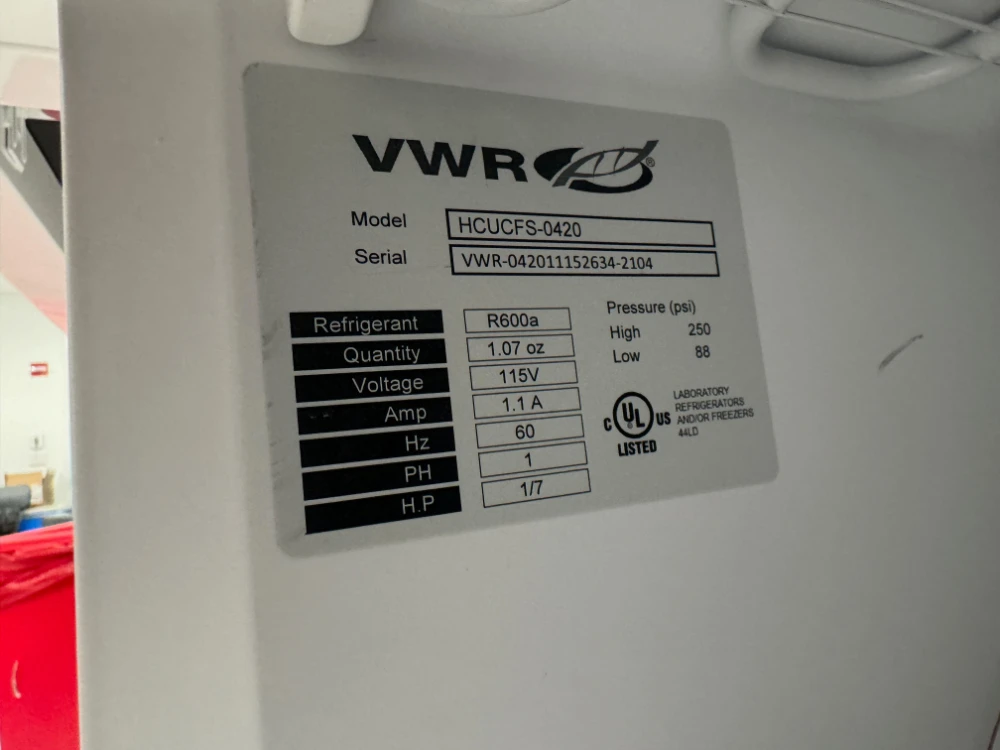 VWR®
Model HCUCFS-0420
Serial VWR-042011152634-2104
Refrigerant R600a
Quantity 1.07 oz
Voltage 115V
Amp 1.1 A
Hz 60
PH 1
H.P 1/7
Pressure (psi)
High 250
Low 88
C UL US
LISTED
LABORATORY
REFRIGERATORS
AND/OR FREEZERS
44LD